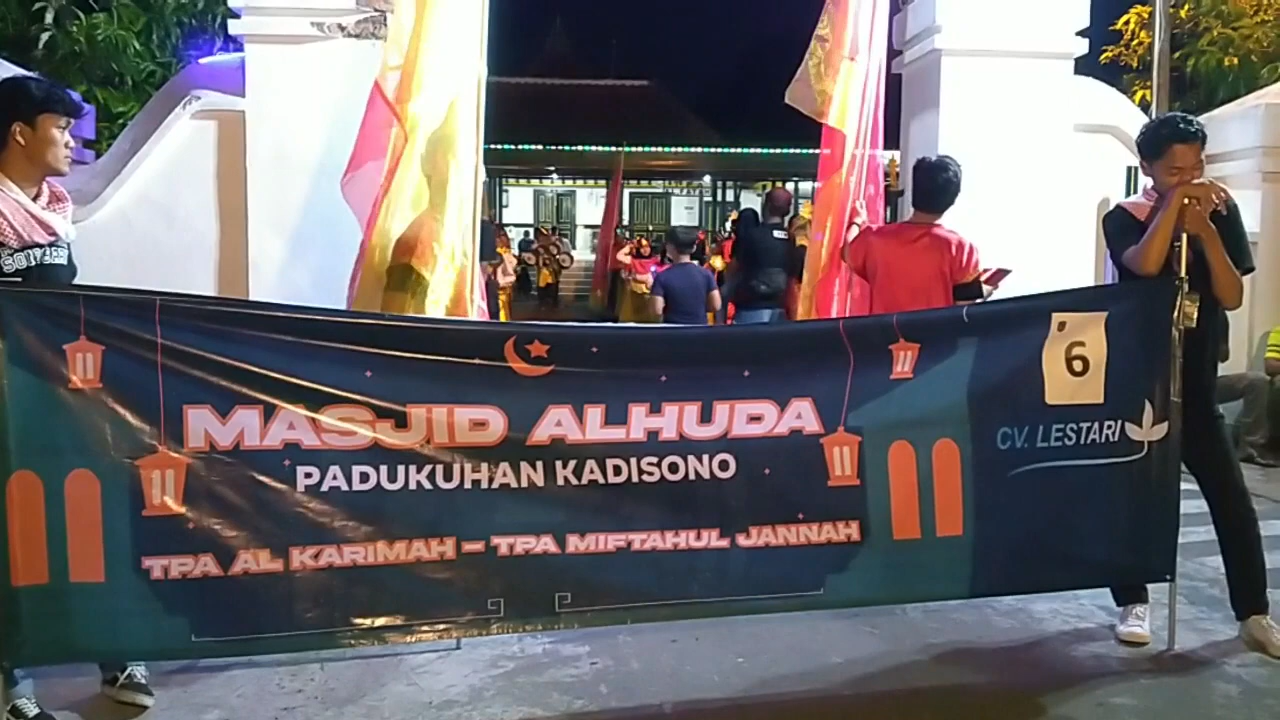 MASJID ALHUDA
PADUKUHAN KADISONO
TPA AL KARIMAH - TPA MIFTAHUL JANNAH
6
CV. LESTARI